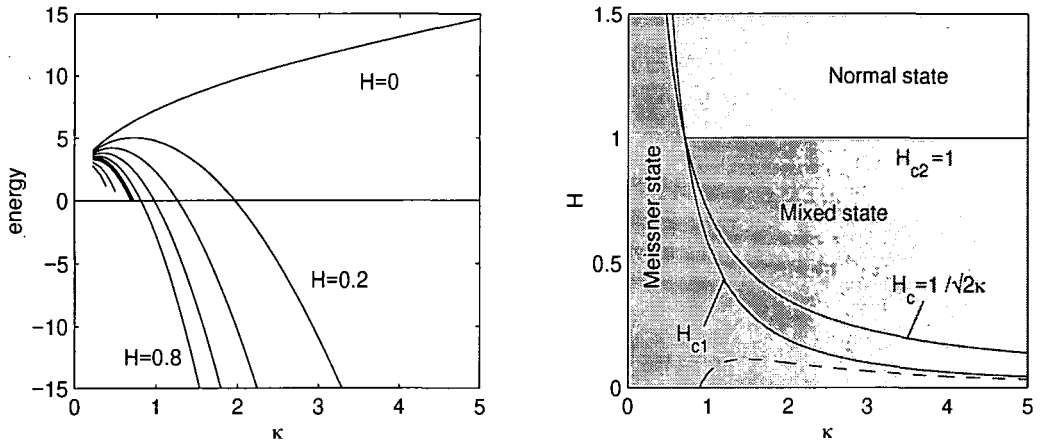 15
10
5
0
−5
−10
−15
energy
0
1
2
3
4
5
κ
H=0
H=0.2
H=0.8
1.5
1
0.5
0
H
0
1
2
3
4
5
κ
Normal state
H_c2=1
Meissner state
Mixed state
H_c=1/√2κ
H_c1